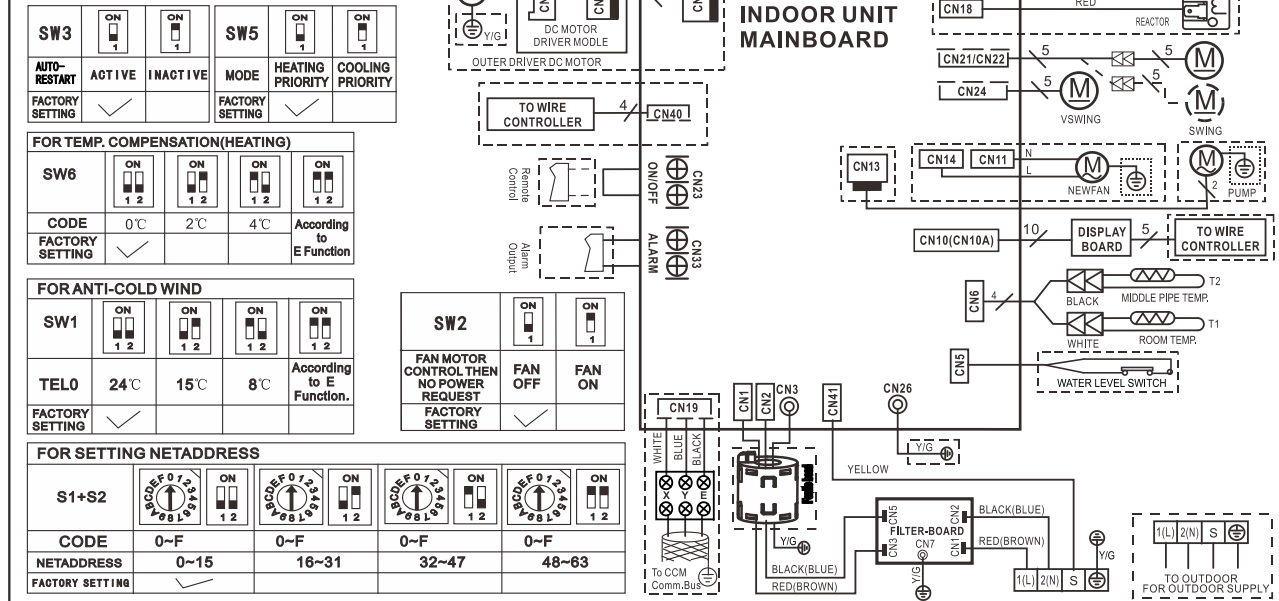 SW3
ON
1
ON
1
SW5
ON
1
ON
1
AUTO-
RESTART
ACTIVE
INACTIVE
MODE
HEATING
PRIORITY
COOLING
PRIORITY
FACTORY
SETTING
FACTORY
SETTING
FOR TEMP. COMPENSATION(HEATING)
SW6
ON
1 2
ON
1 2
ON
1 2
ON
1 2
CODE
0℃
2℃
4℃
According
to
E Function
FACTORY
SETTING
FOR ANTI-COLD WIND
SW1
ON
1 2
ON
1 2
ON
1 2
ON
1 2
TEL0
24℃
15℃
8℃
According
to E
Function.
FACTORY
SETTING
SW2
ON
1
ON
1
FAN MOTOR
CONTROL THEN
NO POWER
REQUEST
FAN
OFF
FAN
ON
FACTORY
SETTING
FOR SETTING NETADDRESS
S1+S2
0123456789ABCDEF
ON
1 2
0123456789ABCDEF
ON
1 2
0123456789ABCDEF
ON
1 2
0123456789ABCDEF
ON
1 2
CODE
0~F
0~F
0~F
0~F
NETADDRESS
0~15
16~31
32~47
48~63
FACTORY SETTING
Y/G
DC MOTOR
DRIVER MODLE
OUTER DRIVER DC MOTOR
TO WIRE
CONTROLLER
4
CN40
Remote
Control
ON/OFF
CN23
Alarm
Output
ALARM
CN33
INDOOR UNIT
MAINBOARD
CN18
RED
REACTOR
CN21/CN22
5
5
M
CN24
5
M
VSWING
5
M
SWING
CN13
CN14
CN11
N
L
M
NEWFAN
M
2
PUMP
CN10(CN10A)
10
DISPLAY
BOARD
5
TO WIRE
CONTROLLER
CN6
4
BLACK
T2
MIDDLE PIPE TEMP.
WHITE
T1
ROOM TEMP.
CN5
WATER LEVEL SWITCH
CN19
WHITE
BLUE
BLACK
X Y E
To CCM
Comm.Bus
CN1
CN2
CN3
CN41
CN26
Y/G
YELLOW
Y/G
BLACK(BLUE)
RED(BROWN)
CN5
CN2
FILTER-BOARD
CN3
CN7
CN1
Y/G
BLACK(BLUE)
RED(BROWN)
Y/G
1(L) 2(N) S
1(L) 2(N) S
TO OUTDOOR
FOR OUTDOOR SUPPLY